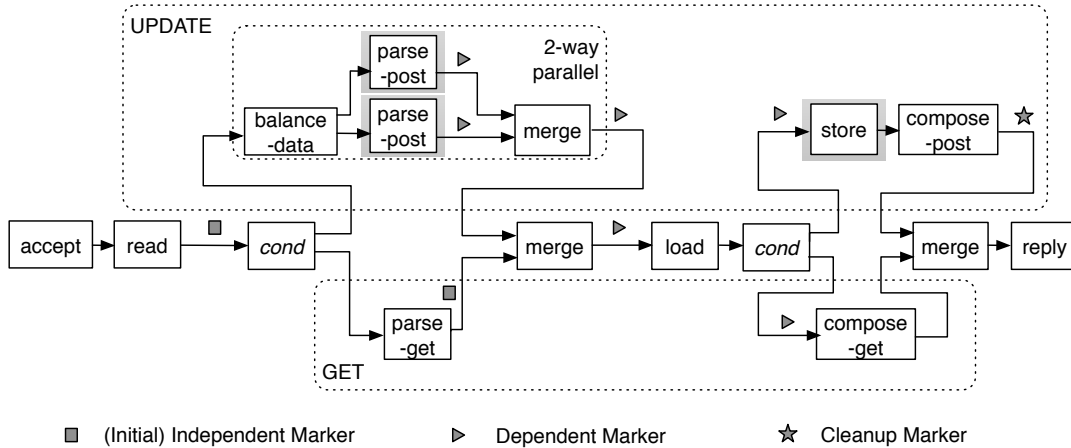 UPDATE
parse
-post
2-way
parallel
balance
-data
parse
-post
merge
store
compose
-post
accept
read
cond
merge
load
cond
merge
reply
parse
-get
compose
-get
GET
(Initial) Independent Marker
Dependent Marker
Cleanup Marker